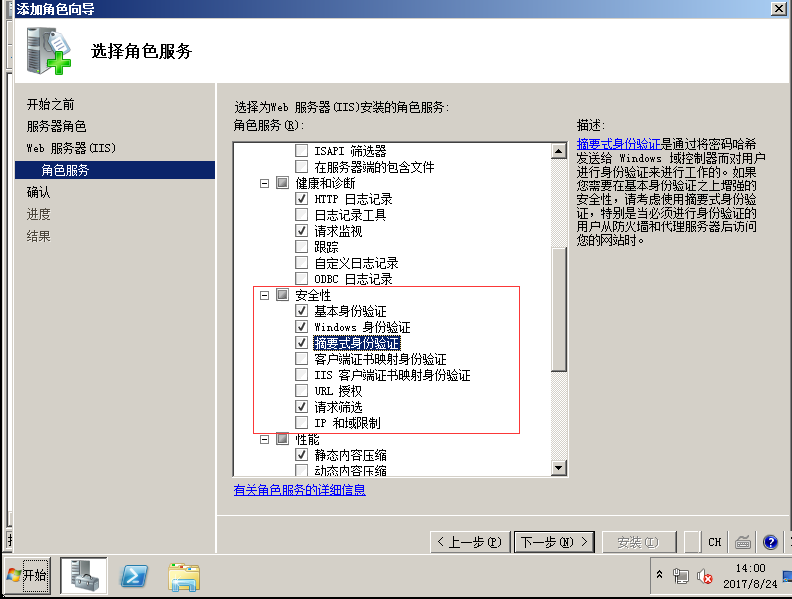 添加角色向导
选择角色服务
开始之前
服务器角色
Web 服务器(IIS)
角色服务
确认
进度
结果
选择为Web 服务器(IIS)安装的角色服务:
角色服务(R):
ISAPI 筛选器
在服务器端的包含文件
健康和诊断
HTTP 日志记录
日志记录工具
请求监视
跟踪
自定义日志记录
ODBC 日志记录
安全性
基本身份验证
Windows 身份验证
摘要式身份验证
客户端证书映射身份验证
IIS 客户端证书映射身份验证
URL 授权
请求筛选
IP 和域限制
性能
静态内容压缩
动态内容压缩
有关角色服务的详细信息
描述:
摘要式身份验证是通过将密码哈希
发送给 Windows 域控制器而对用户
进行身份验证来进行工作的。如果
您需要在基本身份验证之上增强的
安全性，请考虑使用摘要式身份验
证，特别是当必须进行身份验证的
用户从防火墙和代理服务器后访问
您的网站时。
< 上一步(P)
下一步(N) >
安装(I)
CH
开始
14:00
2017/8/24